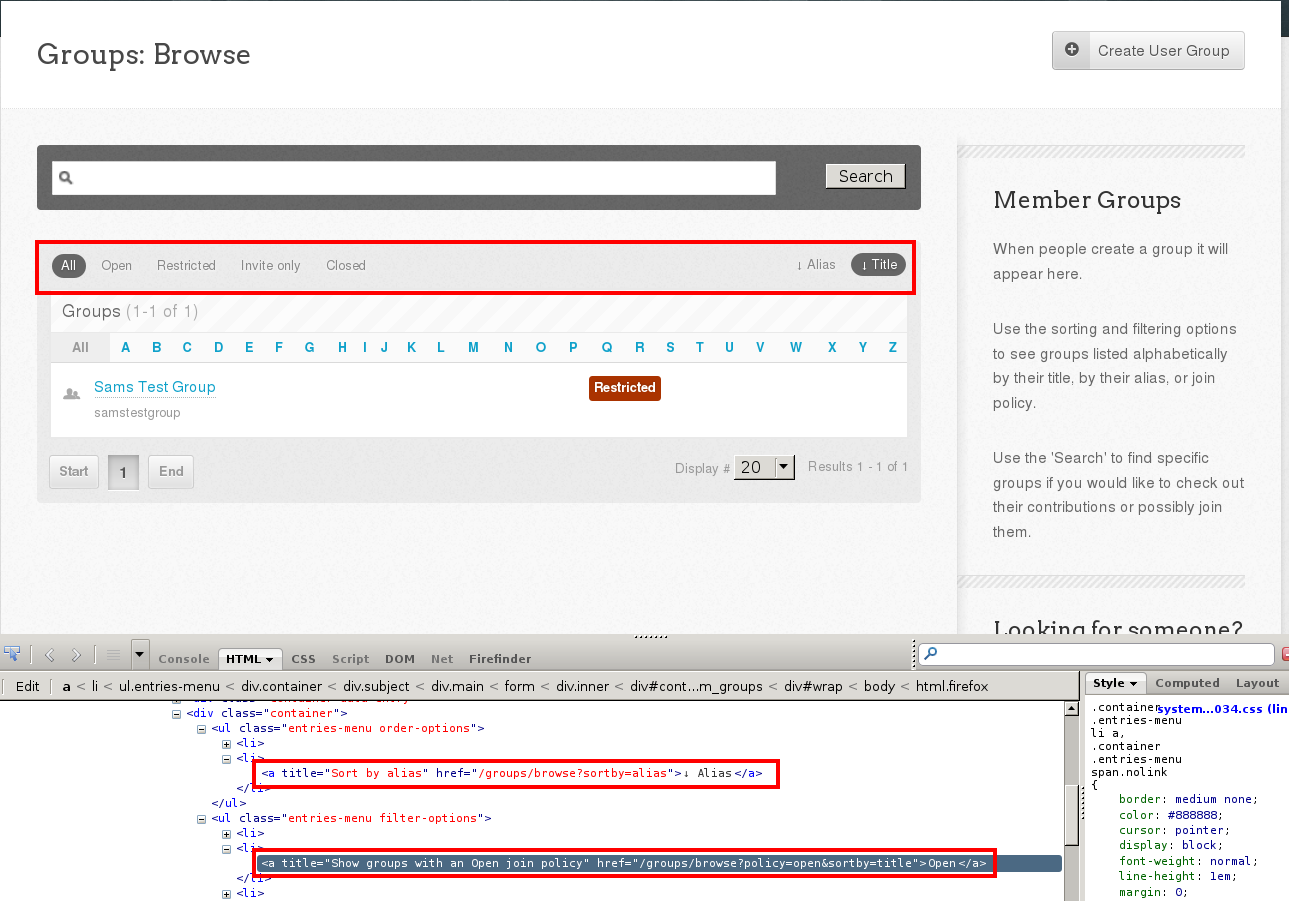 Groups: Browse
Create User Group
Search
All Open Restricted Invite only Closed ↓ Alias ↓ Title
Groups (1-1 of 1)
All A B C D E F G H I J K L M N O P Q R S T U V W X Y Z
Sams Test Group Restricted
samstestgroup
Start 1 End Display # 20 Results 1 - 1 of 1
Member Groups
When people create a group it will
appear here.
Use the sorting and filtering options
to see groups listed alphabetically
by their title, by their alias, or join
policy.
Use the 'Search' to find specific
groups if you would like to check out
their contributions or possibly join
them.
Looking for someone?
Console HTML CSS Script DOM Net Firefinder
Edit a < li < ul.entries-menu < div.container < div.subject < div.main < form < div.inner < div#cont...m_groups < div#wrap < body < html.firefox
<div class="container">
<ul class="entries-menu order-options">
<li>
<li>
<a title="Sort by alias" href="/groups/browse?sortby=alias">↓ Alias</a>
</li>
</ul>
<ul class="entries-menu filter-options">
<li>
<li>
<a title="Show groups with an Open join policy" href="/groups/browse?policy=open&sortby=title">Open</a>
</li>
<li>
Style Computed Layout
.container system...034.css (lin
.entries-menu
li a,
.container
.entries-menu
span.nolink
{
border: medium none;
color: #888888;
cursor: pointer;
display: block;
font-weight: normal;
line-height: 1em;
margin: 0;